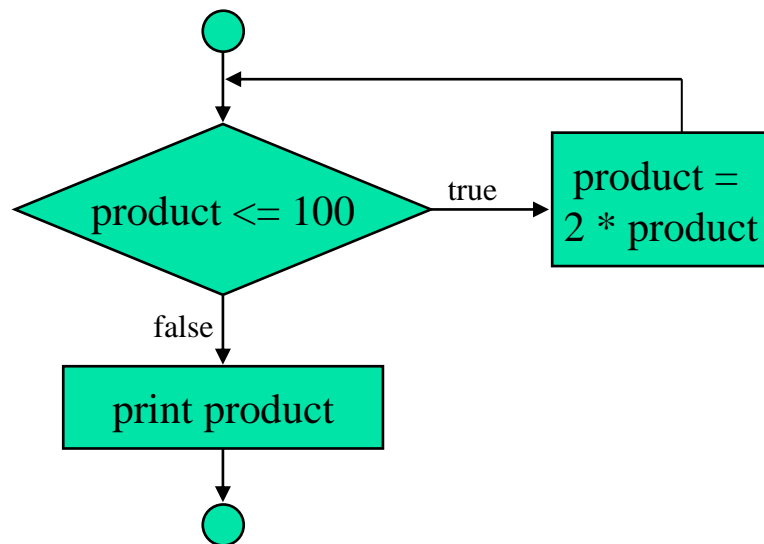 product <= 100
true
product =
2 * product
false
print product